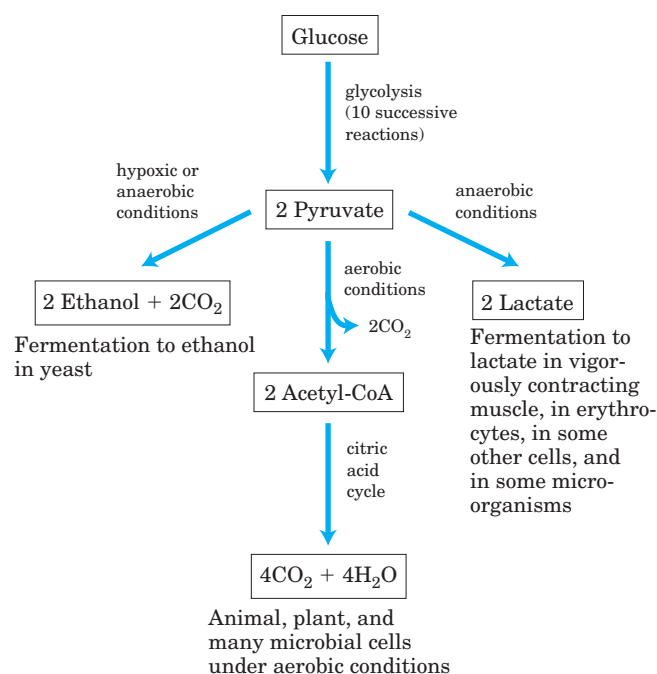 Glucose
glycolysis
(10 successive
reactions)
hypoxic or
anaerobic
conditions
2 Pyruvate
anaerobic
conditions
2 Ethanol + 2CO₂
Fermentation to ethanol
in yeast
aerobic
conditions
2CO₂
2 Lactate
Fermentation to
lactate in vigor-
ously contracting
muscle, in erythro-
cytes, in some
other cells, and
in some micro-
organisms
2 Acetyl-CoA
citric
acid
cycle
4CO₂ + 4H₂O
Animal, plant, and
many microbial cells
under aerobic conditions